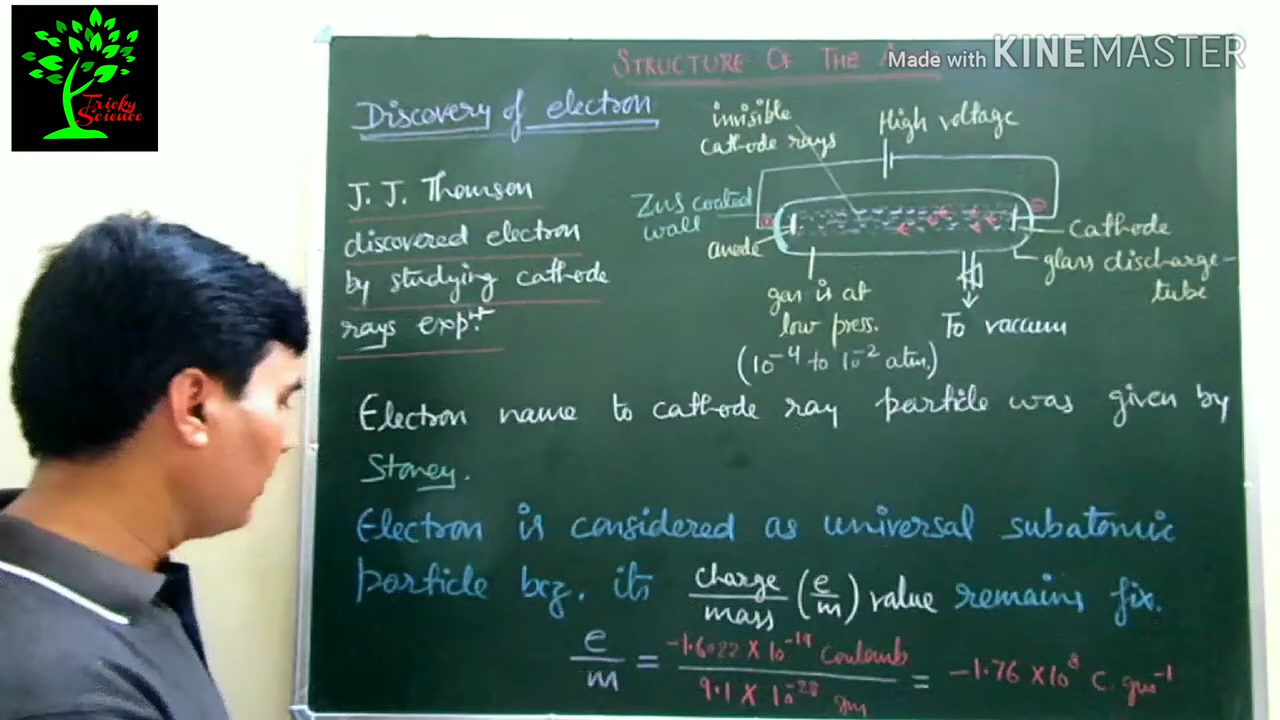 Tricky
Science
Made with KINEMASTER
STRUCTURE OF THE
Discovery of electron
J. J. Thomson
discovered electron
by studying cathode
rays exp:t
invisible
cathode rays
High voltage
ZnS coated
wall
anode
Cathode
glass discharge-
tube
gas is at
low press.
(10⁻⁴ to 10⁻² atm.)
To vaccum
Electron name to cathode ray particle was given by
Stoney.
Electron is considered as universal subatomic
particle bcz. its charge/mass (e/m) value remains fix.
e/m = -1.6022 X 10⁻¹⁹ Coulomb / 9.1 X 10⁻²⁸ gm = -1.76 X 10⁸ C. gm⁻¹